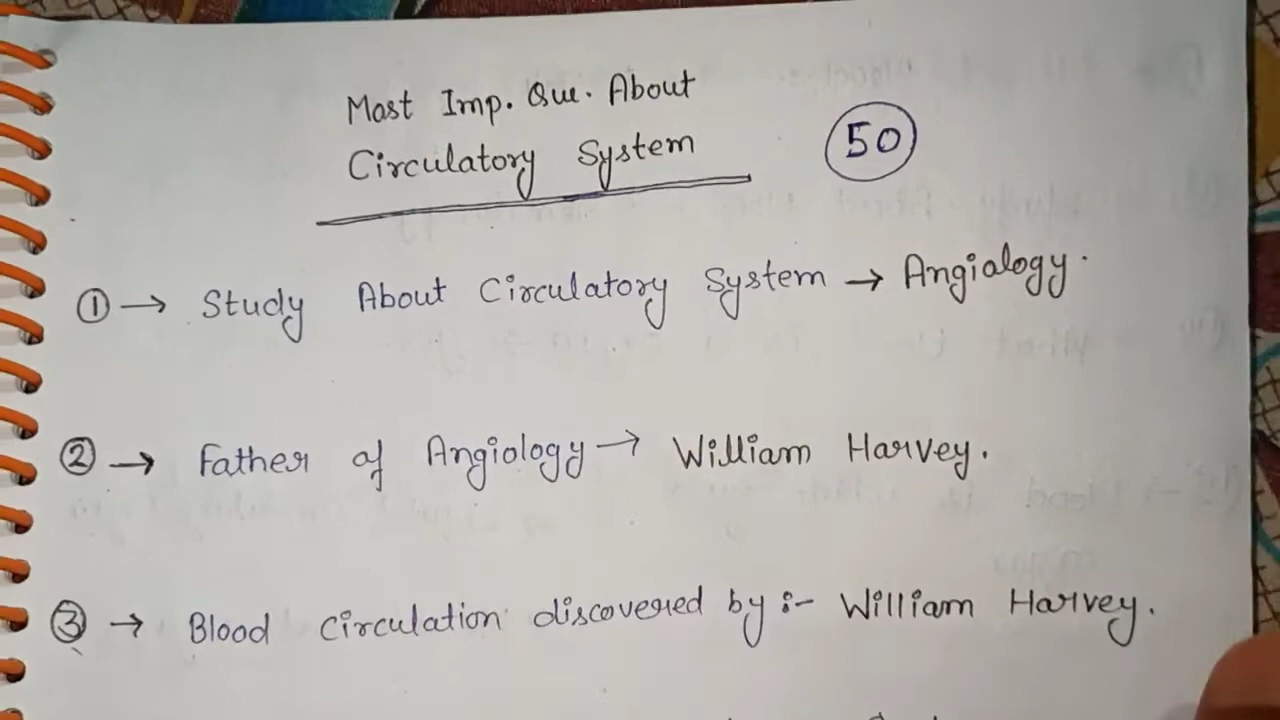 Most Imp. Que. About
Circulatory System
50
① → Study About Circulatory System → Angialogy.
② → Father of Angiology → William Harvey.
③ → Blood Circulation discovered by :- William Harvey.